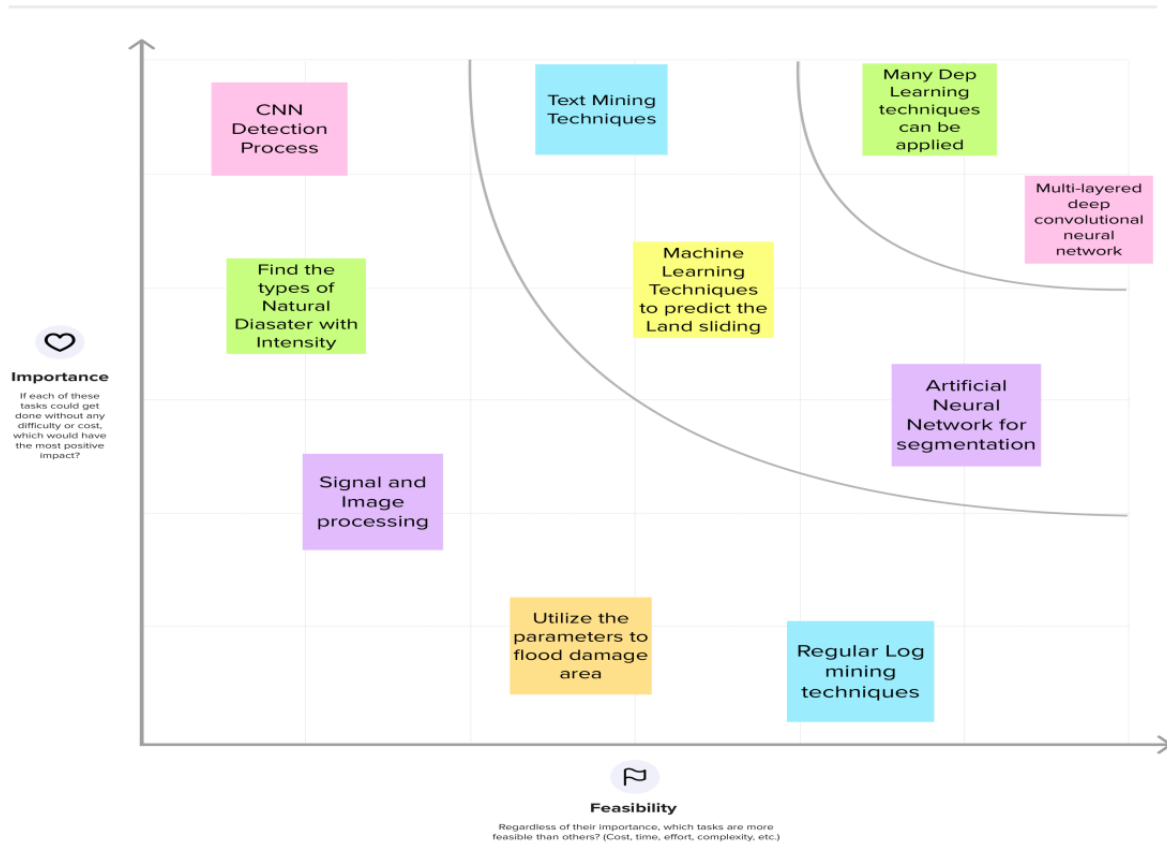 CNN
Detection
Process
Text Mining
Techniques
Many Dep
Learning
techniques
can be
applied
Multi-layered
deep
convolutional
neural
network
Find the
types of
Natural
Diasater with
Intensity
Machine
Learning
Techniques
to predict the
Land sliding
Importance
If each of these
tasks could get
done without any
difficulty or cost,
which would have
the most positive
impact?
Artificial
Neural
Network for
segmentation
Signal and
Image
processing
Utilize the
parameters to
flood damage
area
Regular Log
mining
techniques
Feasibility
Regardless of their importance, which tasks are more
feasible than others? (Cost, time, effort, complexity, etc.)